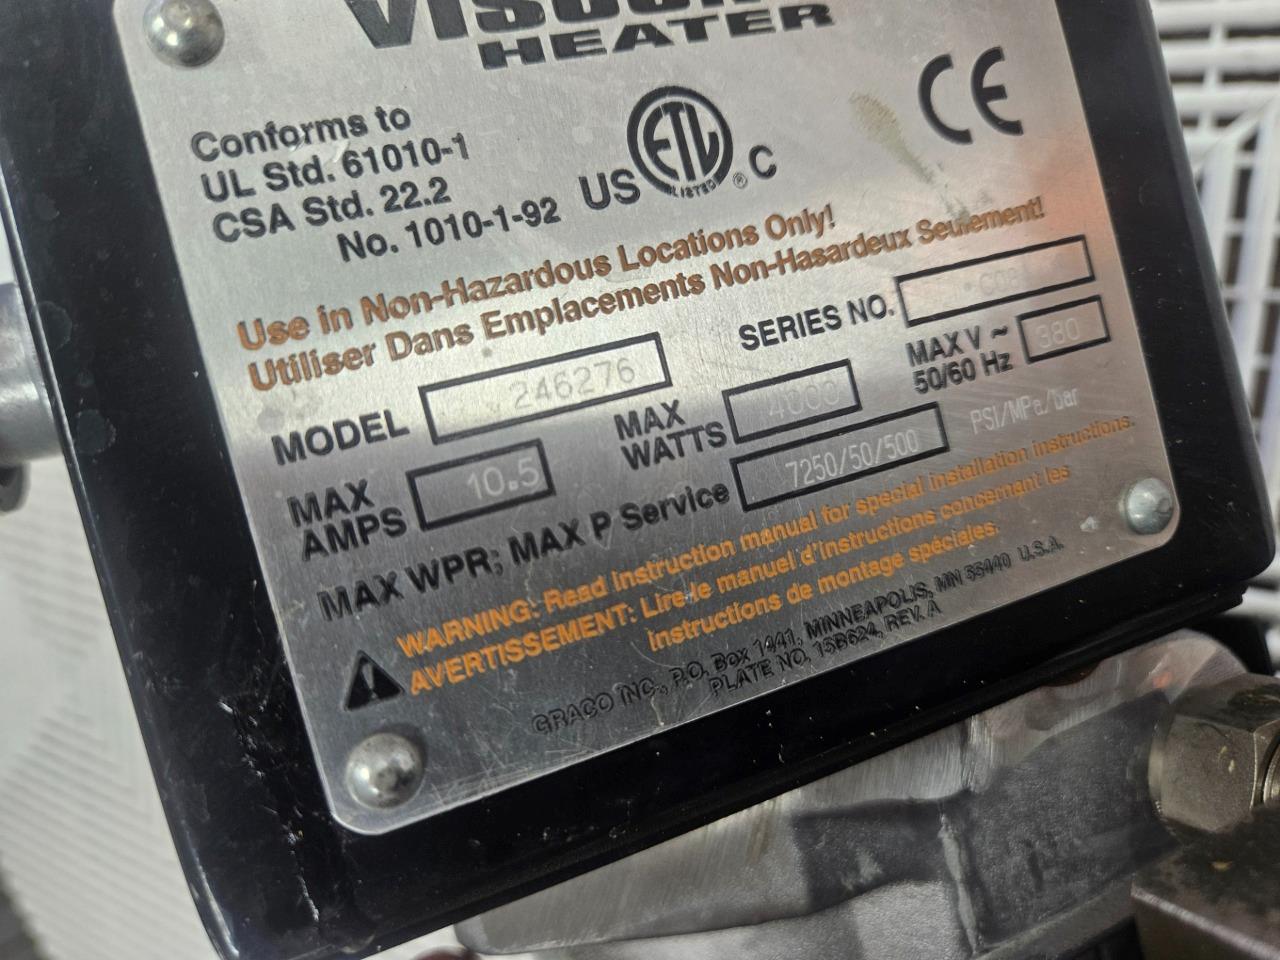 HEATER
Conforms to
UL Std. 61010-1
CSA Std. 22.2
No. 1010-1-92
US ETL LISTED ® C
CE
Use in Non-Hazardous Locations Only!
Utiliser Dans Emplacements Non-Hasardeux Seulement!
MODEL 246276 SERIES NO.
MAX AMPS 10.5 MAX WATTS 4000 MAX V ~ 50/60 Hz 380
MAX WPR; MAX P Service 7250/50/500 PSI/MPa/bar
WARNING: Read instruction manual for special installation instructions.
AVERTISSEMENT: Lire le manuel d'instructions concernant les
instructions de montage spéciales.
GRACO INC., P.O. Box 1441, MINNEAPOLIS, MN 55440 U.S.A.
PLATE NO. 15B624, REV. A